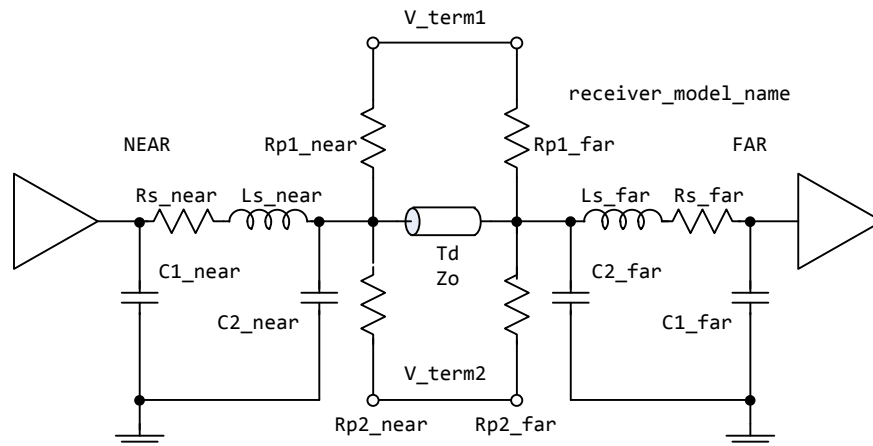 V_term1
receiver_model_name
NEAR
Rp1_near
Rp1_far
FAR
Rs_near
Ls_near
Ls_far
Rs_far
Td
Zo
C1_near
C2_far
C2_near
C1_far
V_term2
Rp2_near
Rp2_far